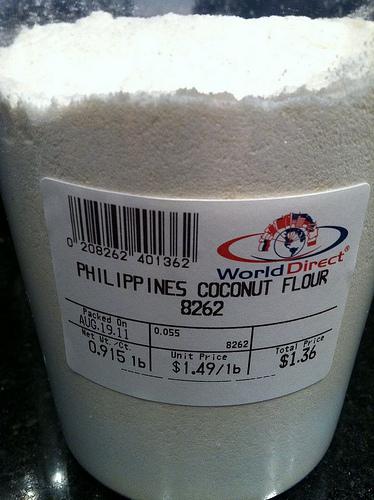 0 208262 401362
World Direct®
PHILIPPINES COCONUT FLOUR
8262
Packed On
AUG.19.11
0.055
8262
Net Wt./Ct.
0.915 lb
Unit Price
$1.49/lb
Total Price
$1.36